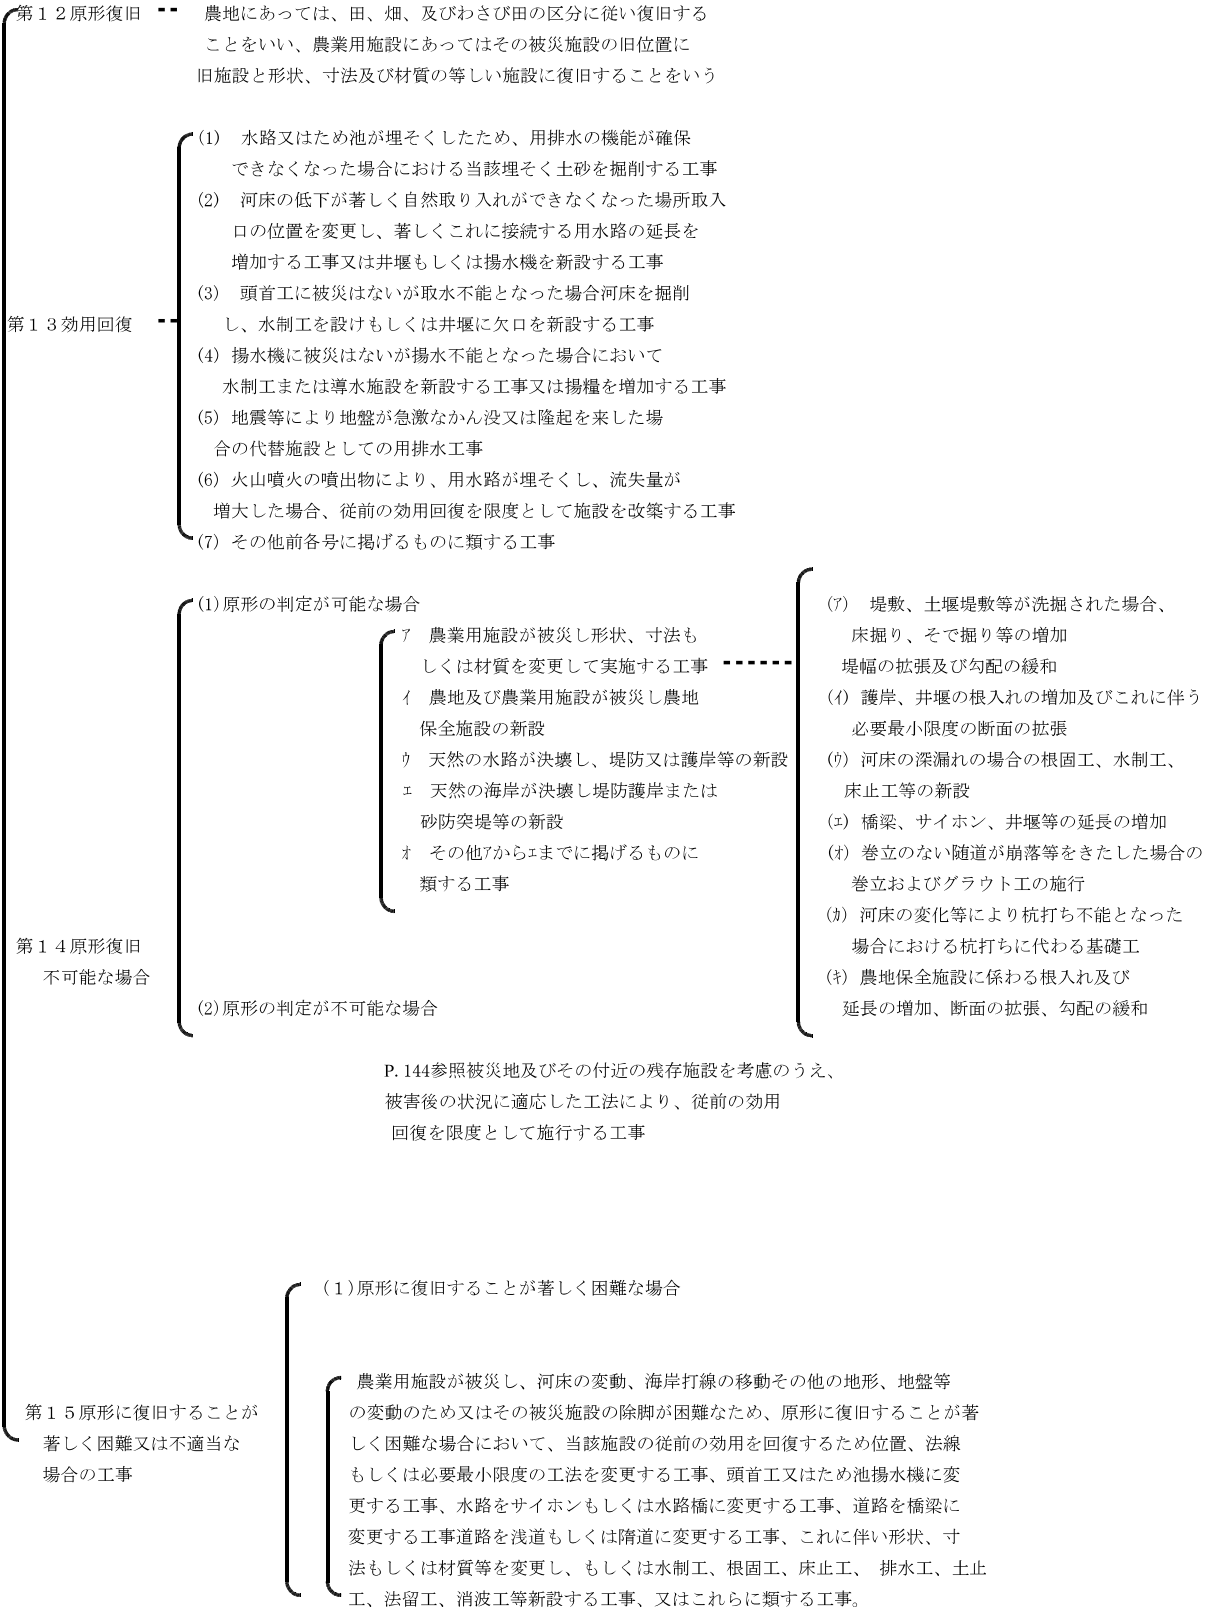 第１２原形復旧
農地にあっては、田、畑、及びわさび田の区分に従い復旧する
ことをいい、農業用施設にあってはその被災施設の旧位置に
旧施設と形状、寸法及び材質の等しい施設に復旧することをいう
第１３効用回復
(1)　水路又はため池が埋そくしたため、用排水の機能が確保
できなくなった場合における当該埋そく土砂を掘削する工事
(2)　河床の低下が著しく自然取り入れができなくなった場所取入
口の位置を変更し、著しくこれに接続する用水路の延長を
増加する工事又は井堰もしくは揚水機を新設する工事
(3)　頭首工に被災はないが取水不能となった場合河床を掘削
し、水制工を設けもしくは井堰に欠口を新設する工事
(4) 揚水機に被災はないが揚水不能となった場合において
水制工または導水施設を新設する工事又は揚糧を増加する工事
(5) 地震等により地盤が急激なかん没又は隆起を来した場
合の代替施設としての用排水工事
(6) 火山噴火の噴出物により、用水路が埋そくし、流失量が
増大した場合、従前の効用回復を限度として施設を改築する工事
(7) その他前各号に掲げるものに類する工事
第１４原形復旧
不可能な場合
(1)原形の判定が可能な場合
ｱ　農業用施設が被災し形状、寸法も
しくは材質を変更して実施する工事
ｲ　農地及び農業用施設が被災し農地
保全施設の新設
ｳ　天然の水路が決壊し、堤防又は護岸等の新設
ｴ　天然の海岸が決壊し堤防護岸または
砂防突堤等の新設
ｵ　その他ｱからｴまでに掲げるものに
類する工事
(ｱ)　堤敷、土堰堤敷等が洗掘された場合、
床掘り、そで掘り等の増加
堤幅の拡張及び勾配の緩和
(ｲ) 護岸、井堰の根入れの増加及びこれに伴う
必要最小限度の断面の拡張
(ｳ) 河床の深漏れの場合の根固工、水制工、
床止工等の新設
(ｴ) 橋梁、サイホン、井堰等の延長の増加
(ｵ) 巻立のない随道が崩落等をきたした場合の
巻立およびグラウト工の施行
(ｶ) 河床の変化等により杭打ち不能となった
場合における杭打ちに代わる基礎工
(ｷ) 農地保全施設に係わる根入れ及び
延長の増加、断面の拡張、勾配の緩和
(2)原形の判定が不可能な場合
P.144参照被災地及びその付近の残存施設を考慮のうえ、
被害後の状況に適応した工法により、従前の効用
回復を限度として施行する工事
第１５原形に復旧することが
著しく困難又は不適当な
場合の工事
(１)原形に復旧することが著しく困難な場合
農業用施設が被災し、河床の変動、海岸打線の移動その他の地形、地盤等
の変動のため又はその被災施設の除脚が困難なため、原形に復旧することが著
しく困難な場合において、当該施設の従前の効用を回復するため位置、法線
もしくは必要最小限度の工法を変更する工事、頭首工又はため池揚水機に変
更する工事、水路をサイホンもしくは水路橋に変更する工事、道路を橋梁に
変更する工事道路を浅道もしくは隋道に変更する工事、これに伴い形状、寸
法もしくは材質等を変更し、もしくは水制工、根固工、床止工、 排水工、土止
工、法留工、消波工等新設する工事、又はこれらに類する工事。